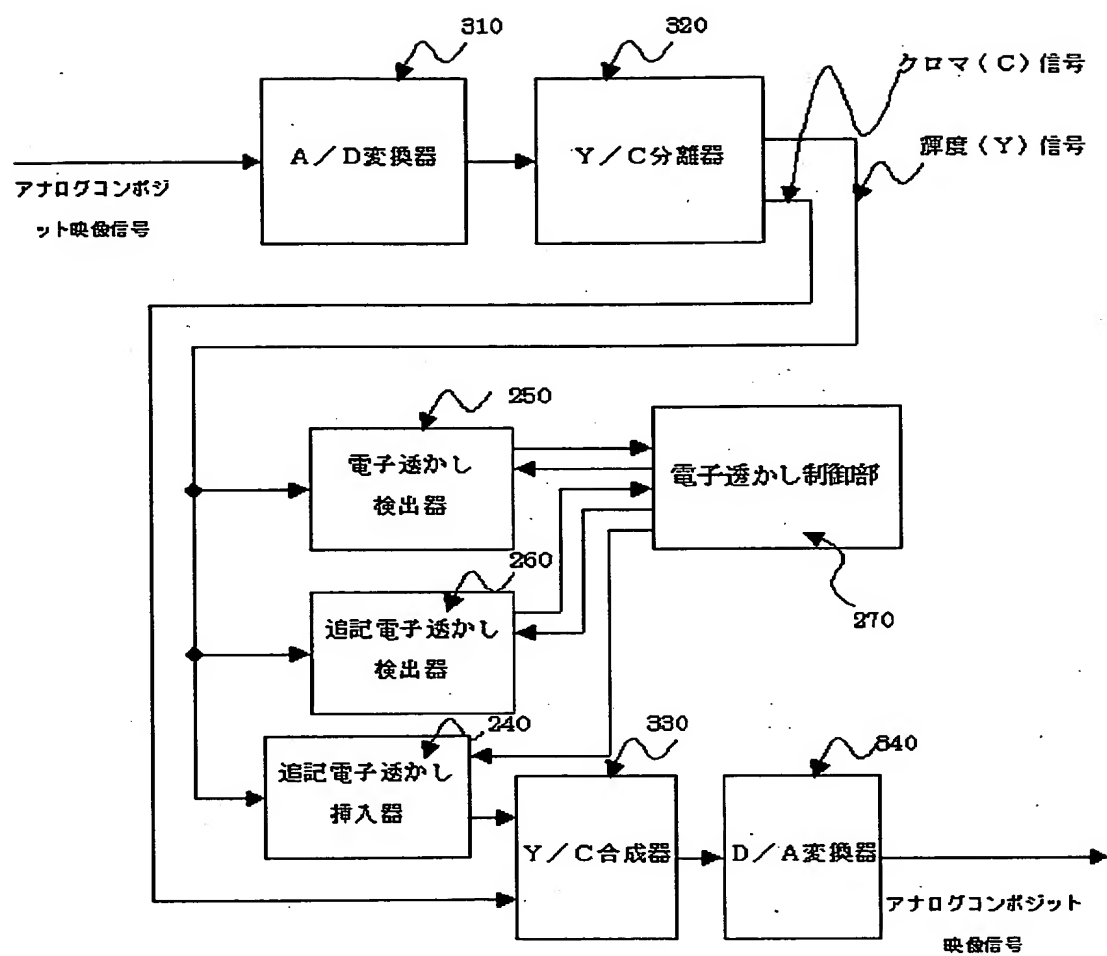 310
320
クロマ(C)信号
A/D変換器
Y/C分離器
輝度(Y)信号
アナログコンポジ
ット映像信号
250
電子透かし
検出器
電子透かし制御部
260
270
追記電子透かし
検出器
240
330
340
追記電子透かし
挿入器
Y/C合成器
D/A変換器
アナログコンポジット
映像信号